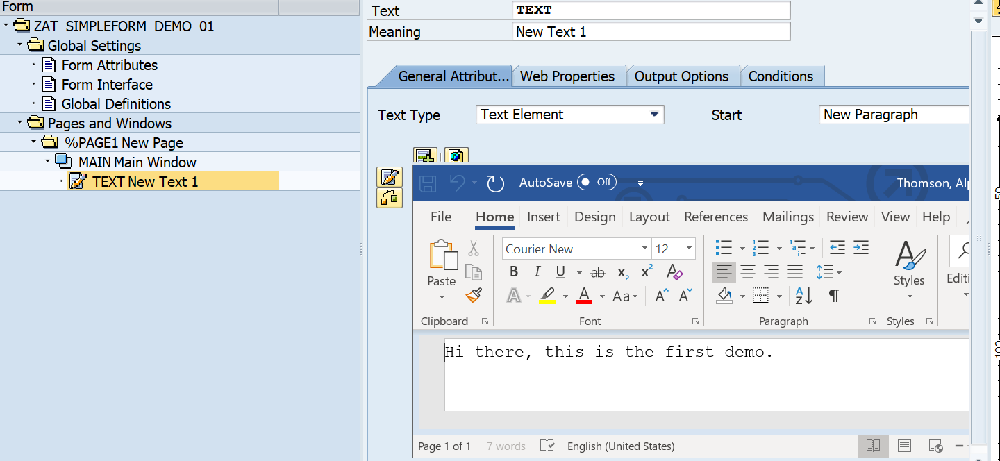 Form
ZAT_SIMPLEFORM_DEMO_01
Global Settings
Form Attributes
Form Interface
Global Definitions
Pages and Windows
%PAGE1 New Page
MAIN Main Window
TEXT New Text 1
Text TEXT
Meaning New Text 1
General Attribut... Web Properties Output Options Conditions
Text Type Text Element Start New Paragraph
AutoSave Off Thomson, Alp
File Home Insert Design Layout References Mailings Review View Help
Courier New 12
Paste
Styles
Editi
Clipboard Font Paragraph Styles
Hi there, this is the first demo.
Page 1 of 1 7 words English (United States)
50
100